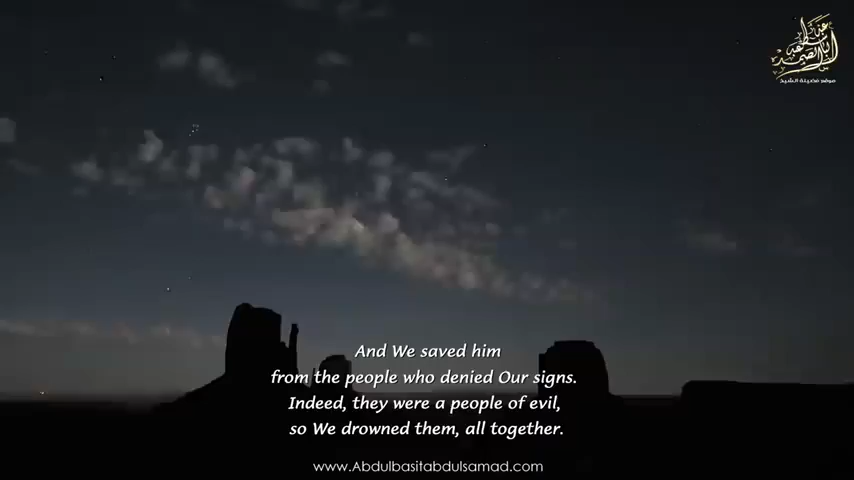 And We saved him
from the people who denied Our signs.
Indeed, they were a people of evil,
so We drowned them, all together.
www.Abdulbasitabdulsamad.com